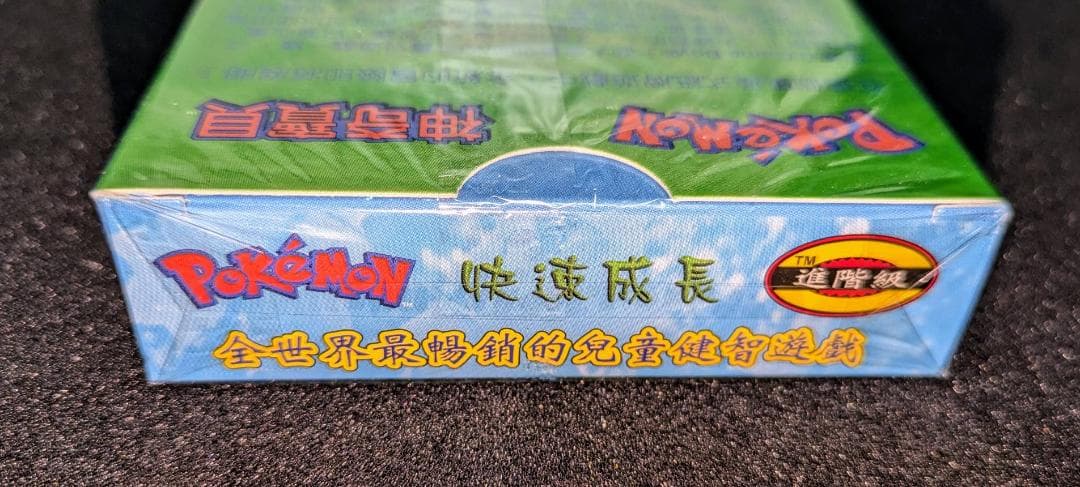 神奇寶貝 Pokémon
Pokémon 快速成長 TM 進階級
全世界最暢銷的兒童健智遊戲